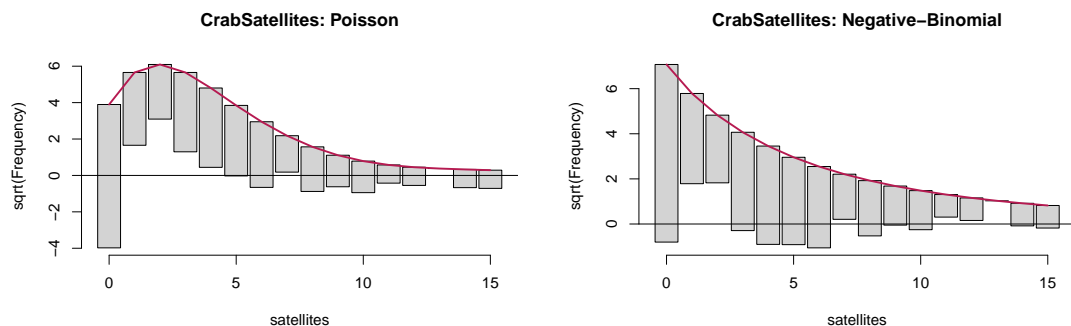 CrabSatellites: Poisson
sqrt(Frequency)
6
4
2
0
−2
−4
0 5 10 15
satellites
CrabSatellites: Negative−Binomial
sqrt(Frequency)
6
4
2
0
0 5 10 15
satellites